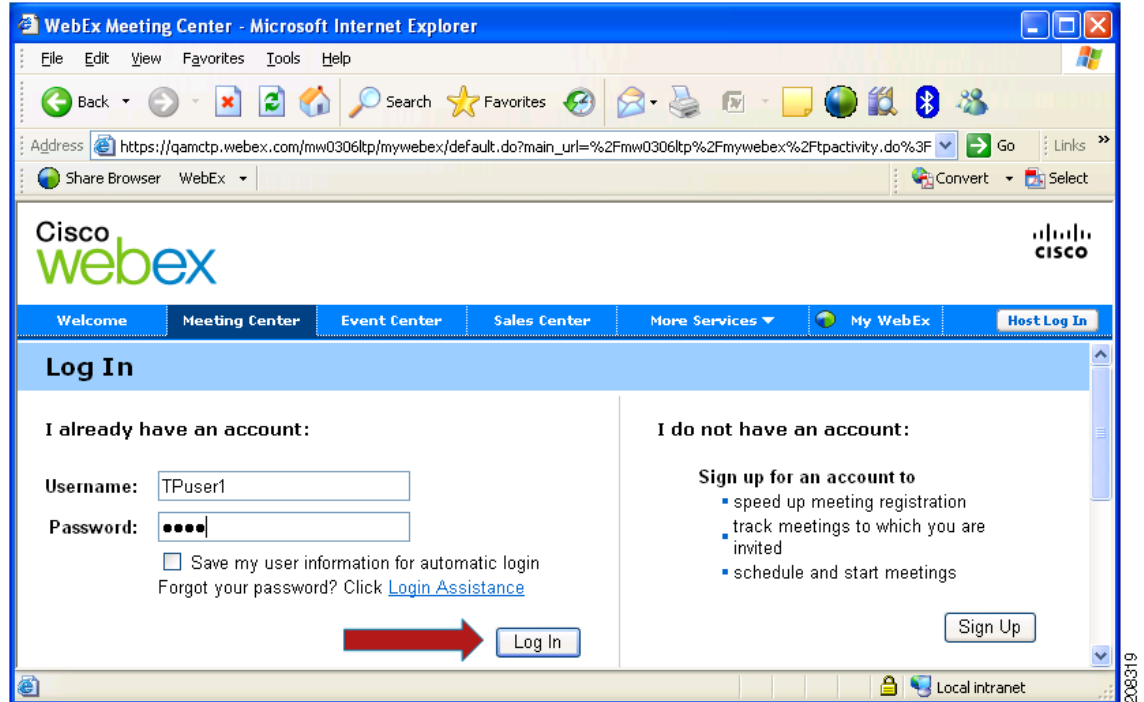 WebEx Meeting Center - Microsoft Internet Explorer
File Edit View Favorites Tools Help
Back Search Favorites
Address https://qamctp.webex.com/mw0306ltp/mywebex/default.do?main_url=%2Fmw0306ltp%2Fmywebex%2Ftpactivity.do%3F Go Links »
Share Browser WebEx Convert Select
Cisco
webex
CISCO
Welcome Meeting Center Event Center Sales Center More Services My WebEx Host Log In
Log In
I already have an account:
Username: TPuser1
Password: ••••
Save my user information for automatic login
Forgot your password? Click Login Assistance
Log In
I do not have an account:
Sign up for an account to
speed up meeting registration
track meetings to which you are
invited
schedule and start meetings
Sign Up
Local intranet
208319